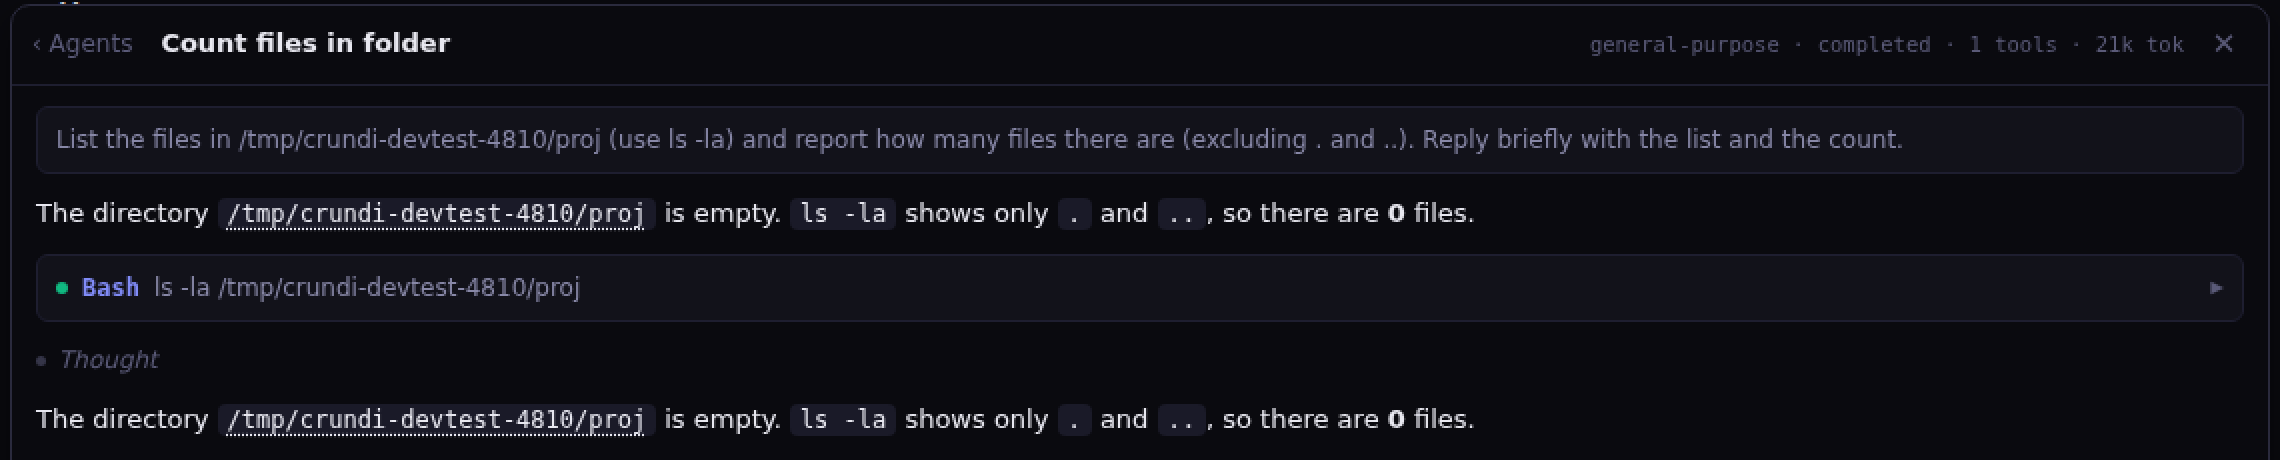 ‹ Agents Count files in folder general-purpose · completed · 1 tools · 21k tok ✕
List the files in /tmp/crundi-devtest-4810/proj (use ls -la) and report how many files there are (excluding . and ..). Reply briefly with the list and the count.
The directory /tmp/crundi-devtest-4810/proj is empty. ls -la shows only . and .., so there are 0 files.
Bash ls -la /tmp/crundi-devtest-4810/proj
Thought
The directory /tmp/crundi-devtest-4810/proj is empty. ls -la shows only . and .., so there are 0 files.